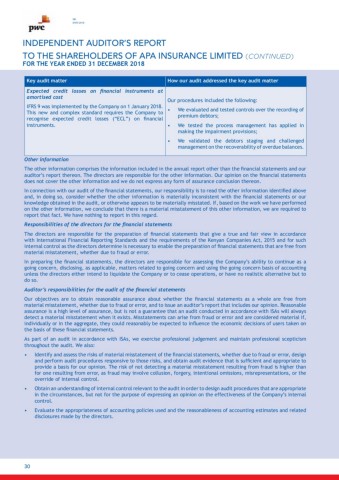 pwc
INDEPENDENT AUDITOR'S REPORT
TO THE SHAREHOLDERS OF APA INSURANCE LIMITED (CONTINUED)
FOR THE YEAR ENDED 31 DECEMBER 2018
Key audit matter
How our audit addressed the key audit matter
Expected credit losses on financial instruments at
amortised cost
IFRS 9 was implemented by the Company on 1 January 2018.
This new and complex standard requires the Company to
recognise expected credit losses ("ECL") on financial
instruments.
Our procedures included the following:
• We evaluated and tested controls over the recording of
premium debtors;
• We tested the process management has applied in
making the impairment provisions;
• We validated the debtors staging and challenged
management on the recoverability of overdue balances.
Other information
The other information comprises the information included in the annual report other than the financial statements and our
auditor's report thereon. The directors are responsible for the other information. Our opinion on the financial statements
does not cover the other information and we do not express any form of assurance conclusion thereon.
In connection with our audit of the financial statements, our responsibility is to read the other information identified above
and, in doing so, consider whether the other information is materially inconsistent with the financial statements or our
knowledge obtained in the audit, or otherwise appears to be materially misstated. If, based on the work we have performed
on the other information, we conclude that there is a material misstatement of this other information, we are required to
report that fact. We have nothing to report in this regard.
Responsibilities of the directors for the financial statements
The directors are responsible for the preparation of financial statements that give a true and fair view in accordance
with International Financial Reporting Standards and the requirements of the Kenyan Companies Act, 2015 and for such
internal control as the directors determine is necessary to enable the preparation of financial statements that are free from
material misstatement, whether due to fraud or error.
In preparing the financial statements, the directors are responsible for assessing the Company's ability to continue as a
going concern, disclosing, as applicable, matters related to going concern and using the going concern basis of accounting
unless the directors either intend to liquidate the Company or to cease operations, or have no realistic alternative but to
do so.
Auditor's responsibilities for the audit of the financial statements
Our objectives are to obtain reasonable assurance about whether the financial statements as a whole are free from
material misstatement, whether due to fraud or error, and to issue an auditor's report that includes our opinion. Reasonable
assurance is a high level of assurance, but is not a guarantee that an audit conducted in accordance with ISAs will always
detect a material misstatement when it exists. Misstatements can arise from fraud or error and are considered material if,
individually or in the aggregate, they could reasonably be expected to influence the economic decisions of users taken on
the basis of these financial statements.
As part of an audit in accordance with ISAs, we exercise professional judgement and maintain professional scepticism
throughout the audit. We also:
• Identify and assess the risks of material misstatement of the financial statements, whether due to fraud or error, design
and perform audit procedures responsive to those risks, and obtain audit evidence that is sufficient and appropriate to
provide a basis for our opinion. The risk of not detecting a material misstatement resulting from fraud is higher than
for one resulting from error, as fraud may involve collusion, forgery, intentional omissions, misrepresentations, or the
override of internal control.
• Obtain an understanding of internal control relevant to the audit in order to design audit procedures that are appropriate
in the circumstances, but not for the purpose of expressing an opinion on the effectiveness of the Company's internal
control.
• Evaluate the appropriateness of accounting policies used and the reasonableness of accounting estimates and related
disclosures made by the directors.
30